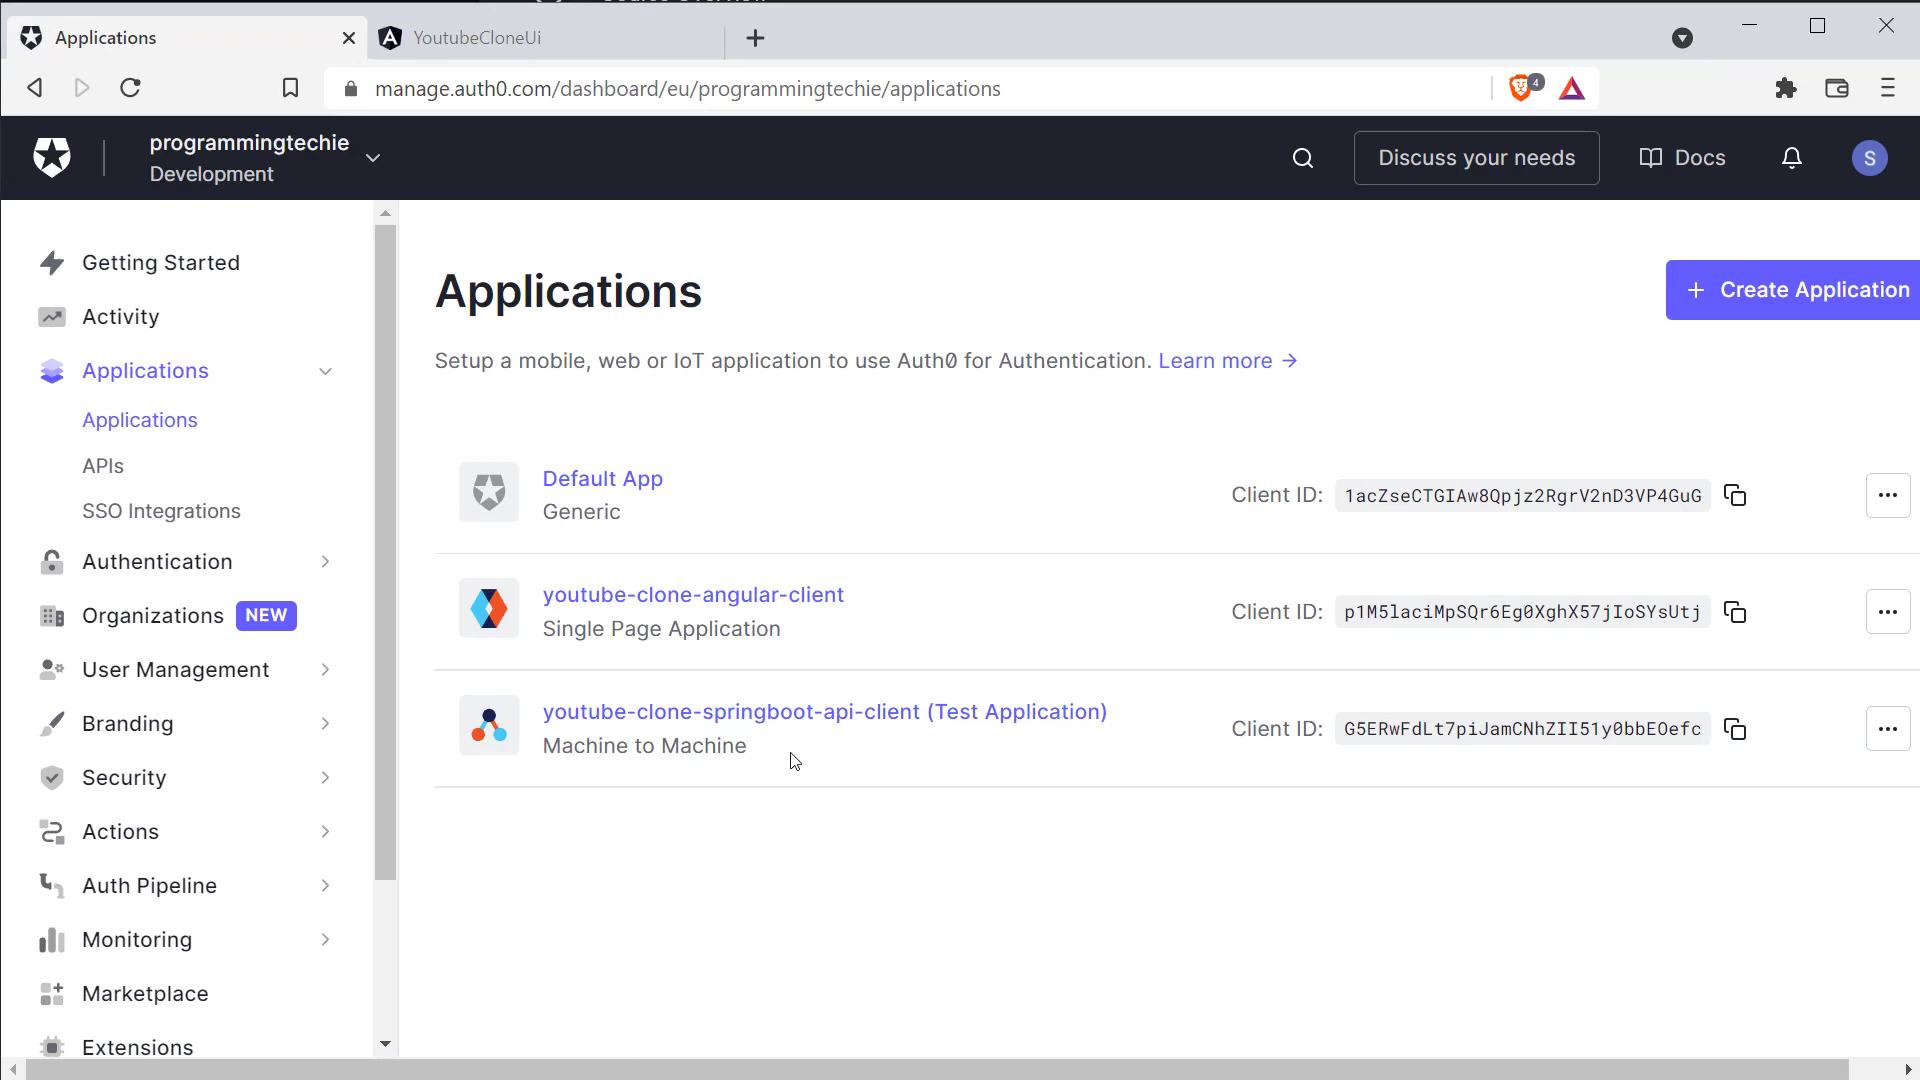 Applications
YoutubeCloneUi
manage.auth0.com/dashboard/eu/programmingtechie/applications
4
programmingtechie
Development
Discuss your needs
Docs
S
Getting Started
Activity
Applications
Applications
APIs
SSO Integrations
Authentication
Organizations NEW
User Management
Branding
Security
Actions
Auth Pipeline
Monitoring
Marketplace
Extensions
Applications
+ Create Application
Setup a mobile, web or IoT application to use Auth0 for Authentication. Learn more →
Default App
Generic
Client ID: 1acZseCTGIAw8Qpjz2RgrV2nD3VP4GuG
youtube-clone-angular-client
Single Page Application
Client ID: p1M5laciMpSQr6Eg0XghX57jIoSYsUtj
youtube-clone-springboot-api-client (Test Application)
Machine to Machine
Client ID: G5ERwFdLt7piJamCNhZII51y0bbEOefc